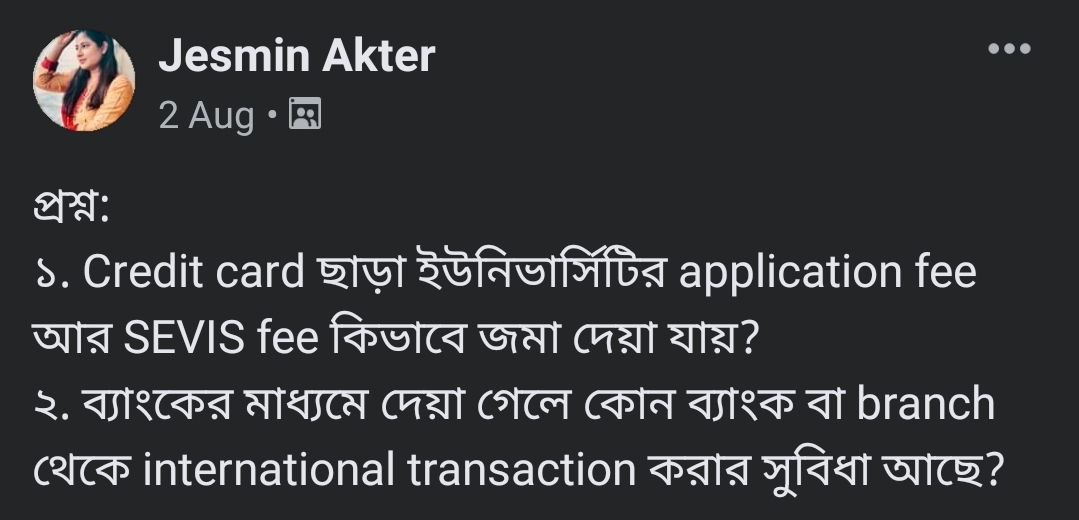 Jesmin Akter
2 Aug •
প্রশ্ন:
১. Credit card ছাড়া ইউনিভার্সিটির application fee
আর SEVIS fee কিভাবে জমা দেয়া যায়?
২. ব্যাংকের মাধ্যমে দেয়া গেলে কোন ব্যাংক বা branch
থেকে international transaction করার সুবিধা আছে?